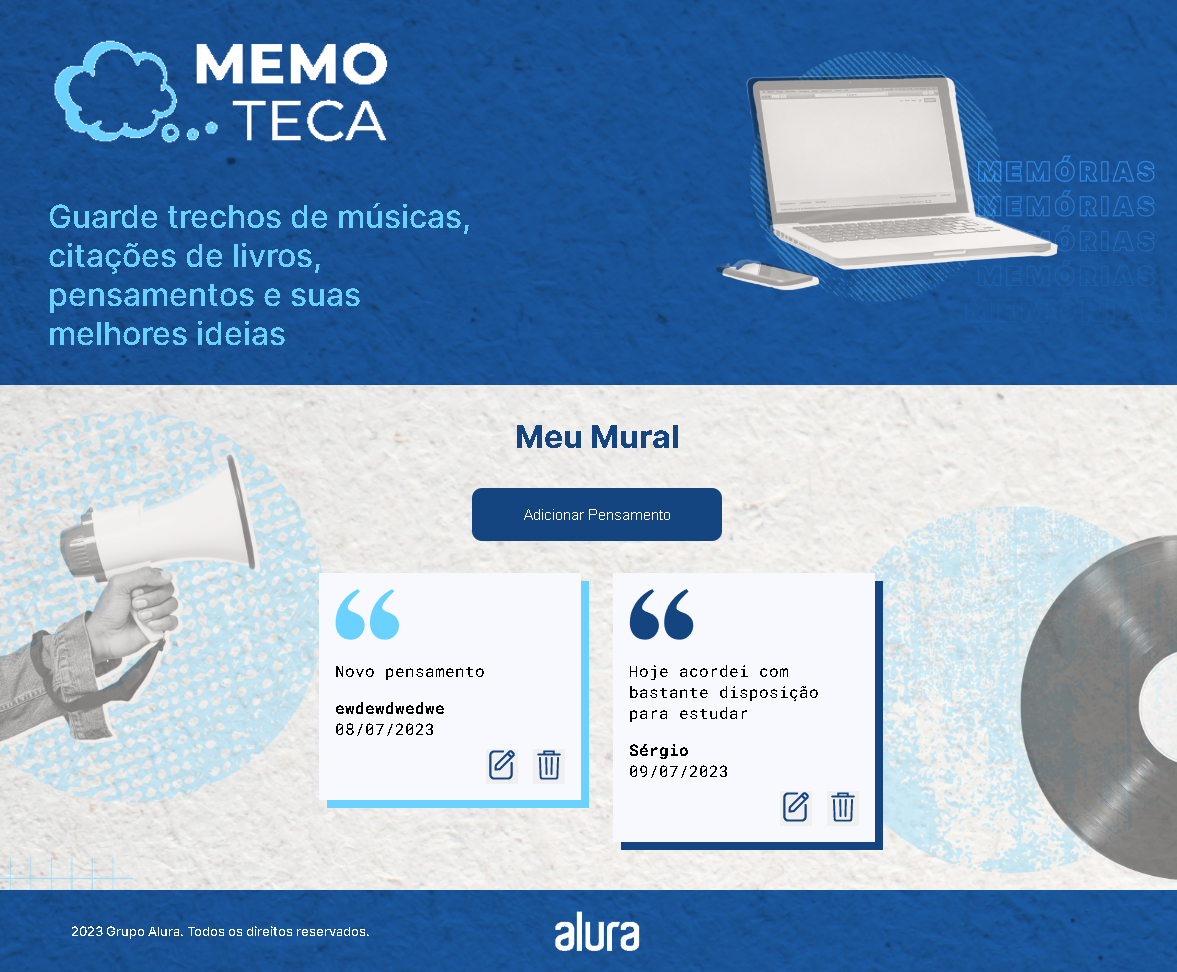 MEMO
TECA
Guarde trechos de músicas,
citações de livros,
pensamentos e suas
melhores ideias
MEMÓRIAS
MEMÓRIAS
MEMÓRIAS
MEMÓRIAS
Meu Mural
Adicionar Pensamento
Novo pensamento
ewdewdwedwe
08/07/2023
Hoje acordei com
bastante disposição
para estudar
Sérgio
09/07/2023
2023 Grupo Alura. Todos os direitos reservados.
alura